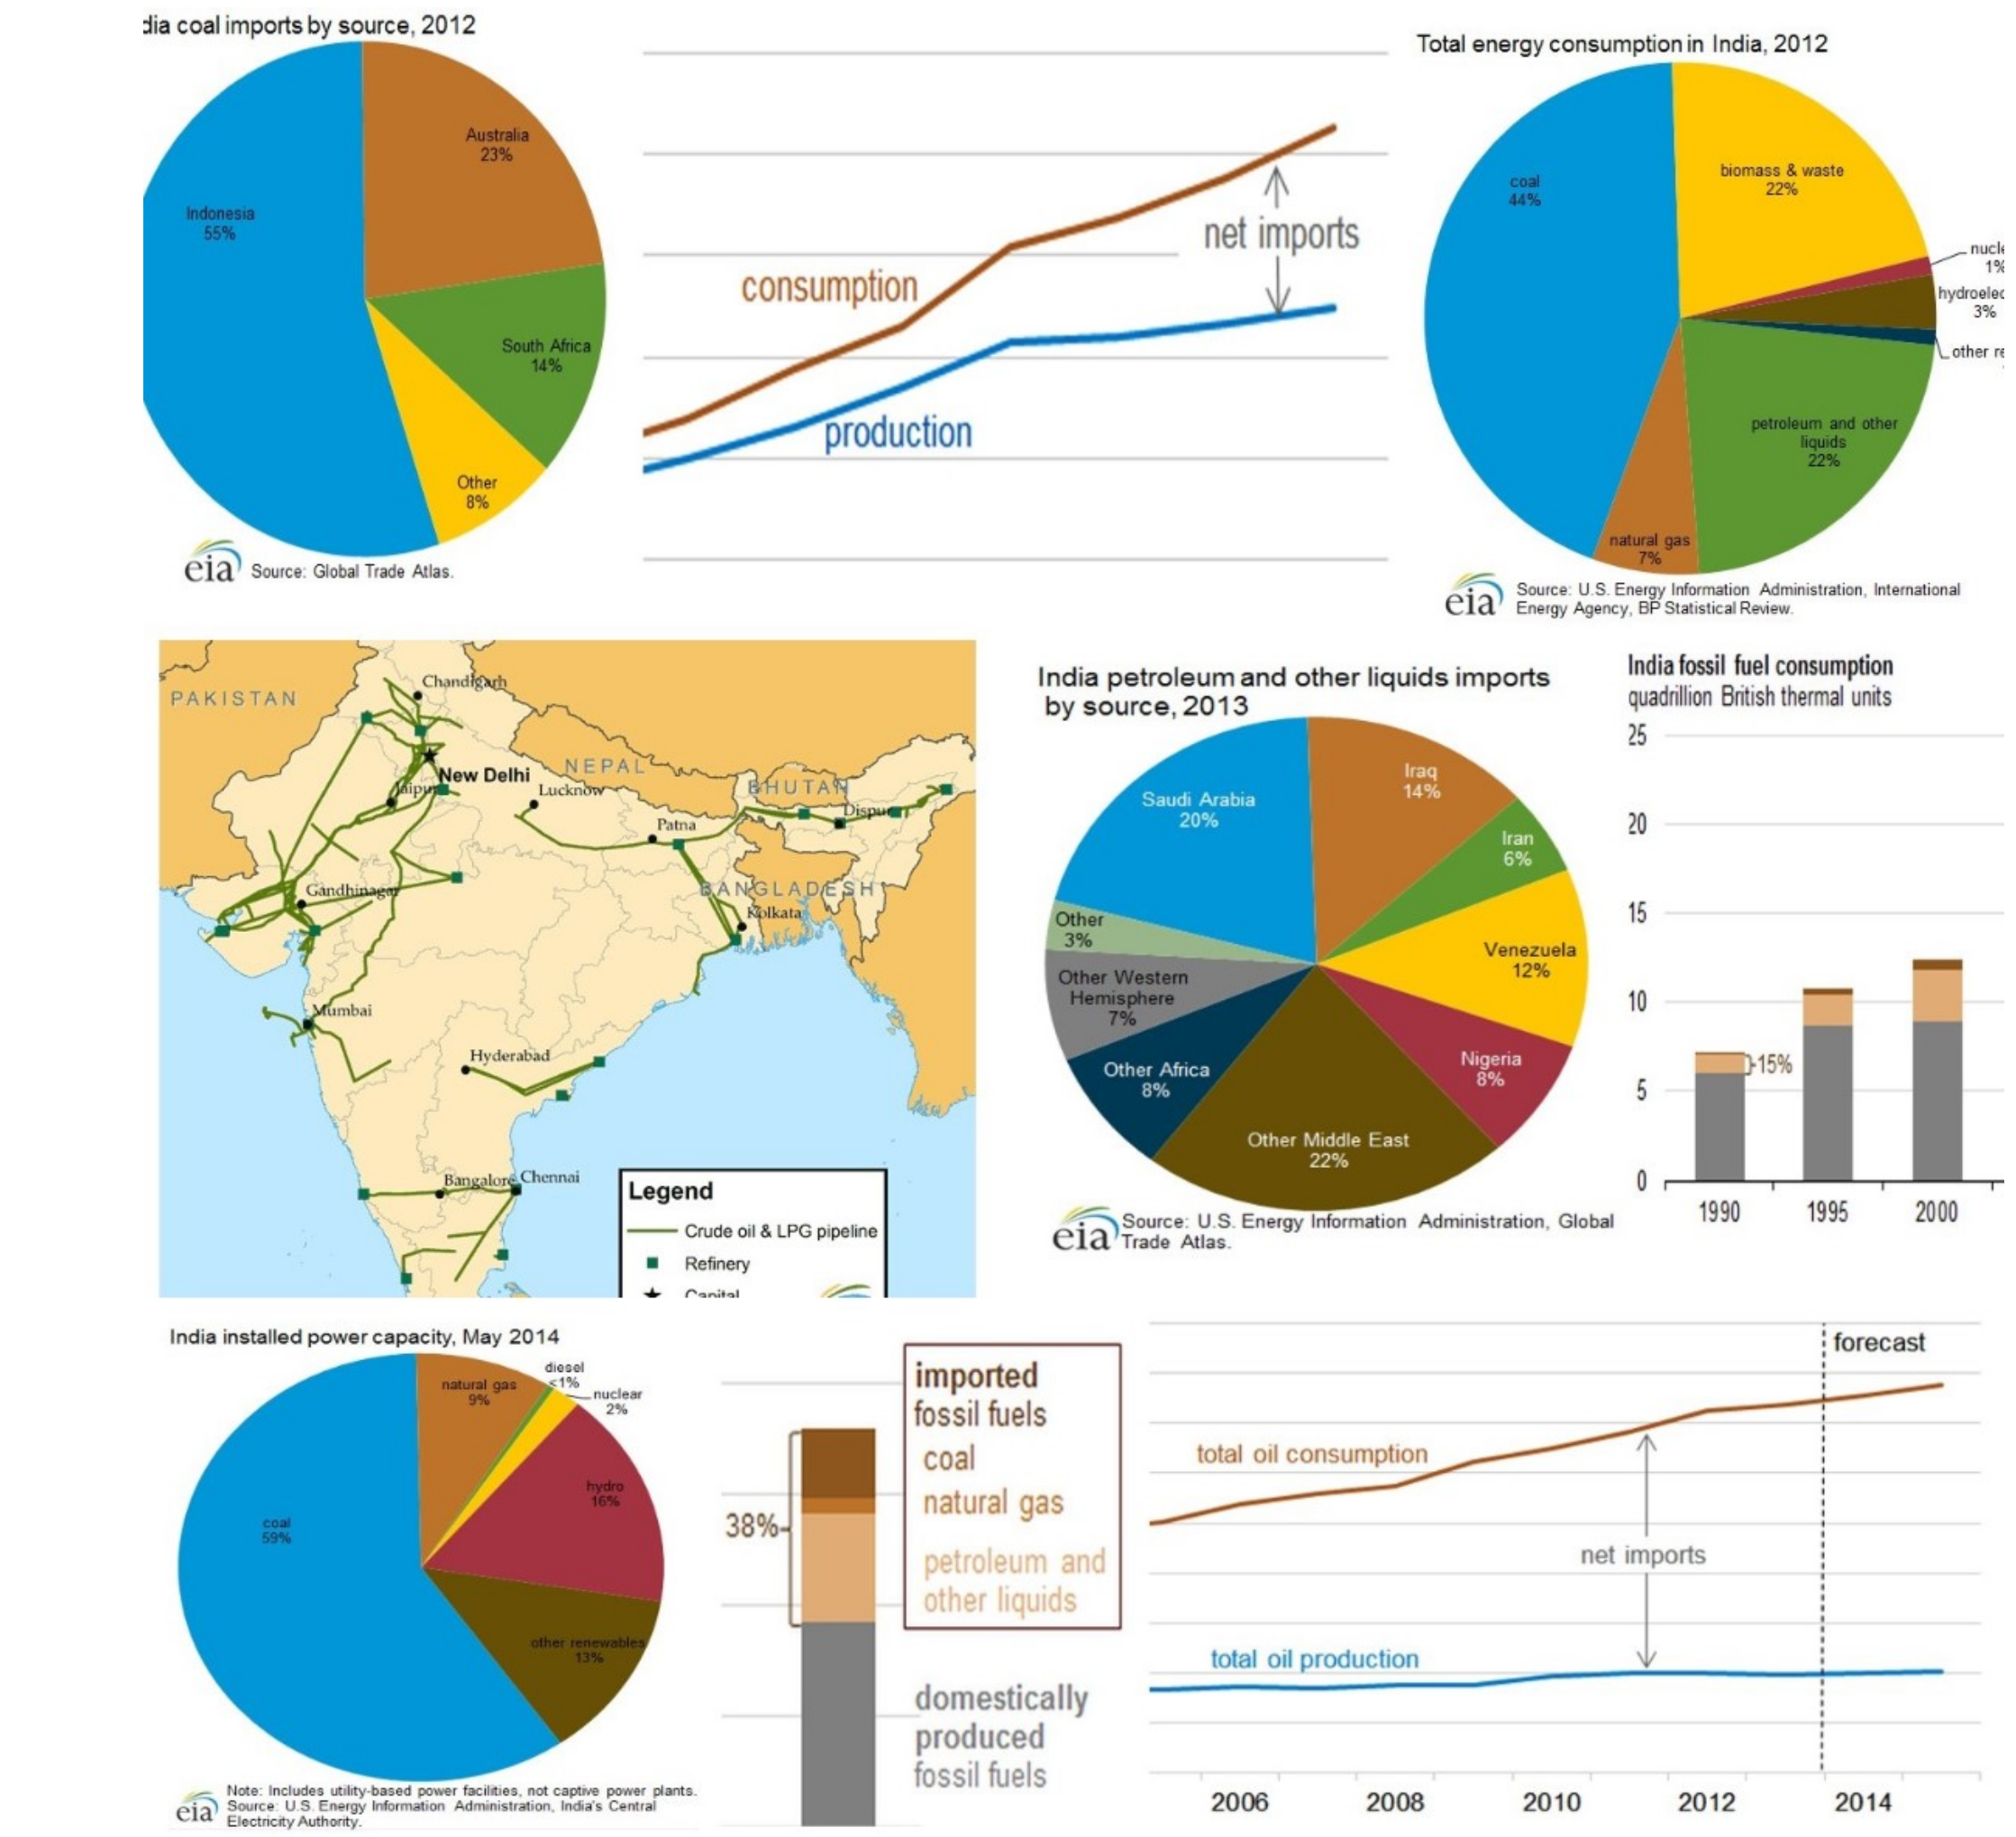 dia coal imports by source, 2012
Australia
23%
Indonesia
55%
South Africa
14%
Other
8%
eia
Source: Global Trade Atlas.
consumption
net imports
production
Total energy consumption in India, 2012
coal
44%
biomass & waste
22%
nucle
1%
hydroelec
3%
other re
petroleum and other
liquids
22%
natural gas
7%
eia
Source: U.S. Energy Information Administration, International
Energy Agency, BP Statistical Review.
PAKISTAN
Chandigarh
New Delhi
NEPAL
Jaipur
Lucknow
BHUTAN
Dispur
Patna
Gandhinagar
BANGLADESH
Kolkata
Mumbai
Hyderabad
Bangalore
Chennai
Legend
Crude oil & LPG pipeline
Refinery
Capital
India petroleum and other liquids imports
by source, 2013
Saudi Arabia
20%
Iraq
14%
Iran
6%
Other
3%
Venezuela
12%
Other Western
Hemisphere
7%
Nigeria
8%
Other Africa
8%
Other Middle East
22%
eia
Source: U.S. Energy Information Administration, Global
Trade Atlas.
India fossil fuel consumption
quadrillion British thermal units
25
20
15
10
15%
5
0
1990 1995 2000
India installed power capacity, May 2014
natural gas
9%
diesel
<1%
nuclear
2%
hydro
16%
coal
59%
other renewables
13%
eia
Note: Includes utility-based power facilities, not captive power plants.
Source: U.S. Energy Information Administration, India's Central
Electricity Authority.
imported
fossil fuels
coal
natural gas
38%
petroleum and
other liquids
domestically
produced
fossil fuels
forecast
total oil consumption
net imports
total oil production
2006 2008 2010 2012 2014